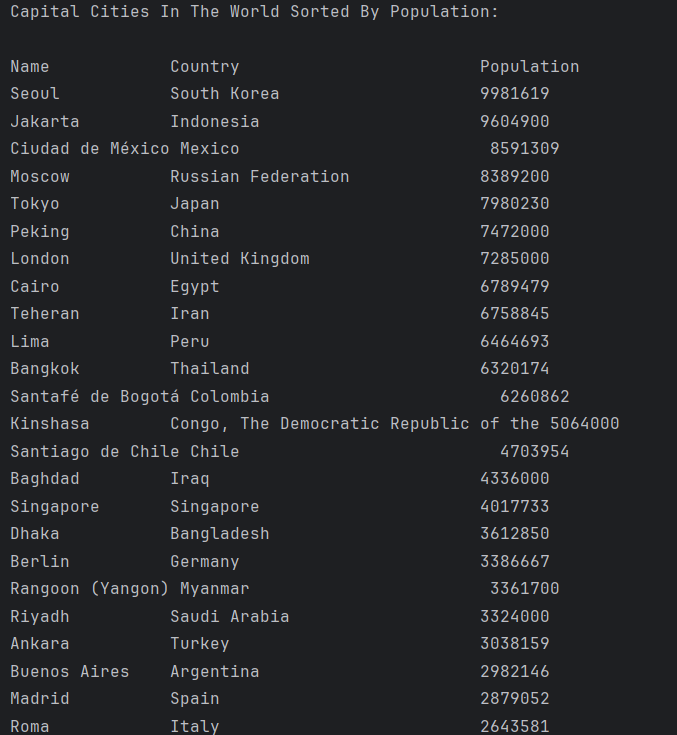 Capital Cities In The World Sorted By Population:
Name Country Population
Seoul South Korea 9981619
Jakarta Indonesia 9604900
Ciudad de México Mexico 8591309
Moscow Russian Federation 8389200
Tokyo Japan 7980230
Peking China 7472000
London United Kingdom 7285000
Cairo Egypt 6789479
Teheran Iran 6758845
Lima Peru 6464693
Bangkok Thailand 6320174
Santafé de Bogotá Colombia 6260862
Kinshasa Congo, The Democratic Republic of the 5064000
Santiago de Chile Chile 4703954
Baghdad Iraq 4336000
Singapore Singapore 4017733
Dhaka Bangladesh 3612850
Berlin Germany 3386667
Rangoon (Yangon) Myanmar 3361700
Riyadh Saudi Arabia 3324000
Ankara Turkey 3038159
Buenos Aires Argentina 2982146
Madrid Spain 2879052
Roma Italy 2643581